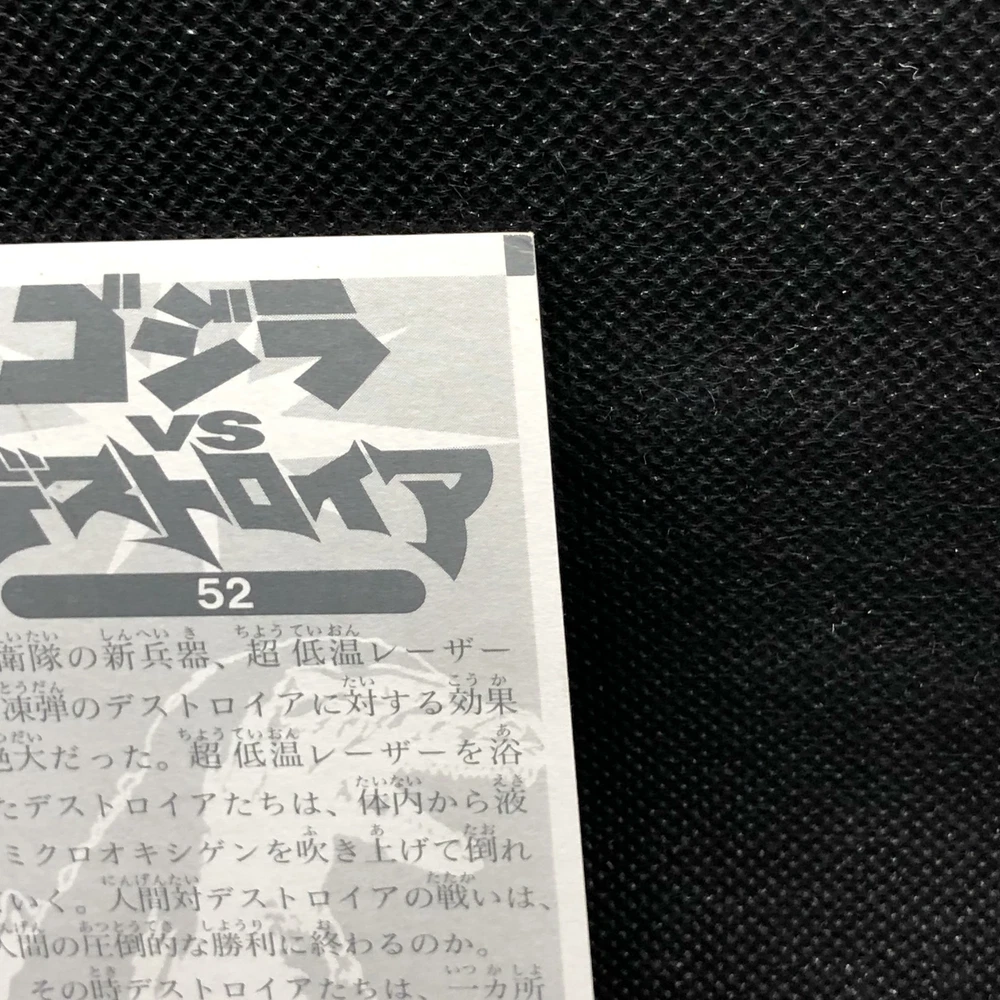 ゴジラ
VS
デストロイア
52
衛隊の新兵器、超低温レーザー
凍弾のデストロイアに対する効果
絶大だった。超低温レーザーを浴
たデストロイアたちは、体内から液
ミクロオキシゲンを吹き上げて倒れ
いく。人間対デストロイアの戦いは、
人間の圧倒的な勝利に終わるのか。
その時デストロイアたちは、一カ所